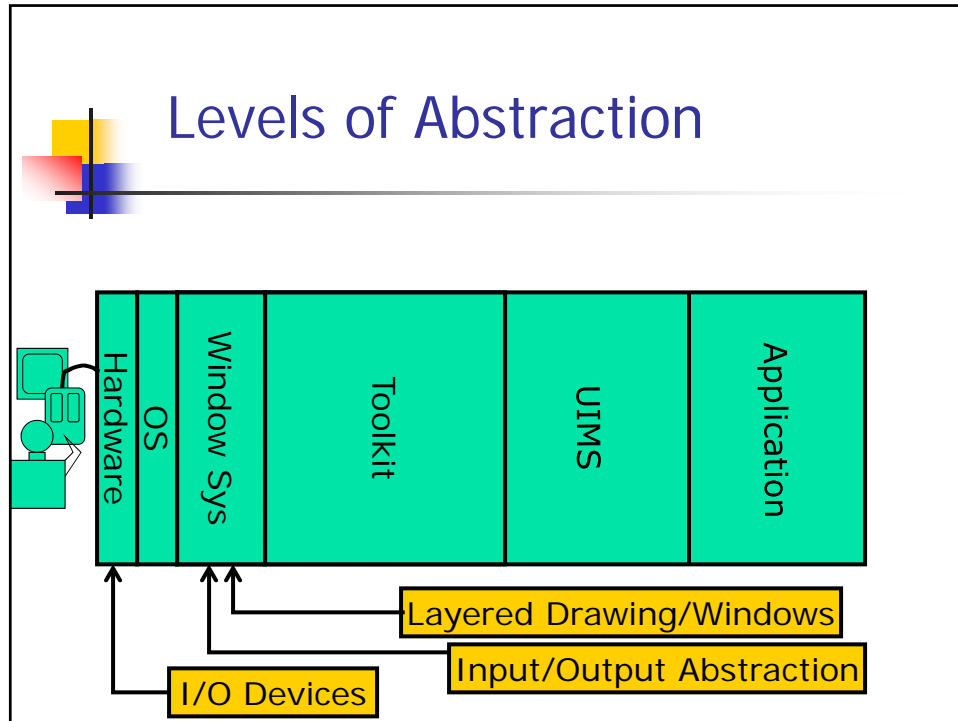 Levels of Abstraction
Hardware
OS
Window Sys
Toolkit
UIMS
Application
Layered Drawing/Windows
Input/Output Abstraction
I/O Devices